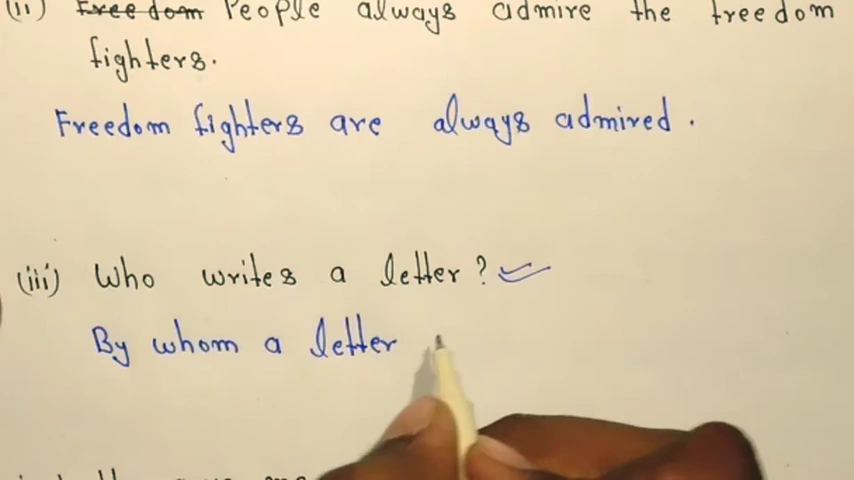 (ii) Freedom People always admire the freedom
fighters.
Freedom fighters are always admired.
(iii) Who writes a letter?
By whom a letter